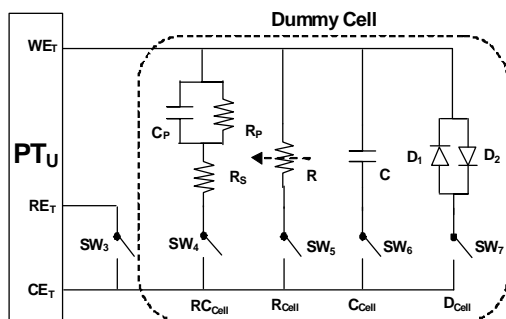 Dummy Cell
WE_T
C_P
R_P
PT_U
R_S
R
C
D_1
D_2
RE_T
SW_3
SW_4
SW_5
SW_6
SW_7
CE_T
RC_Cell
R_Cell
C_Cell
D_Cell